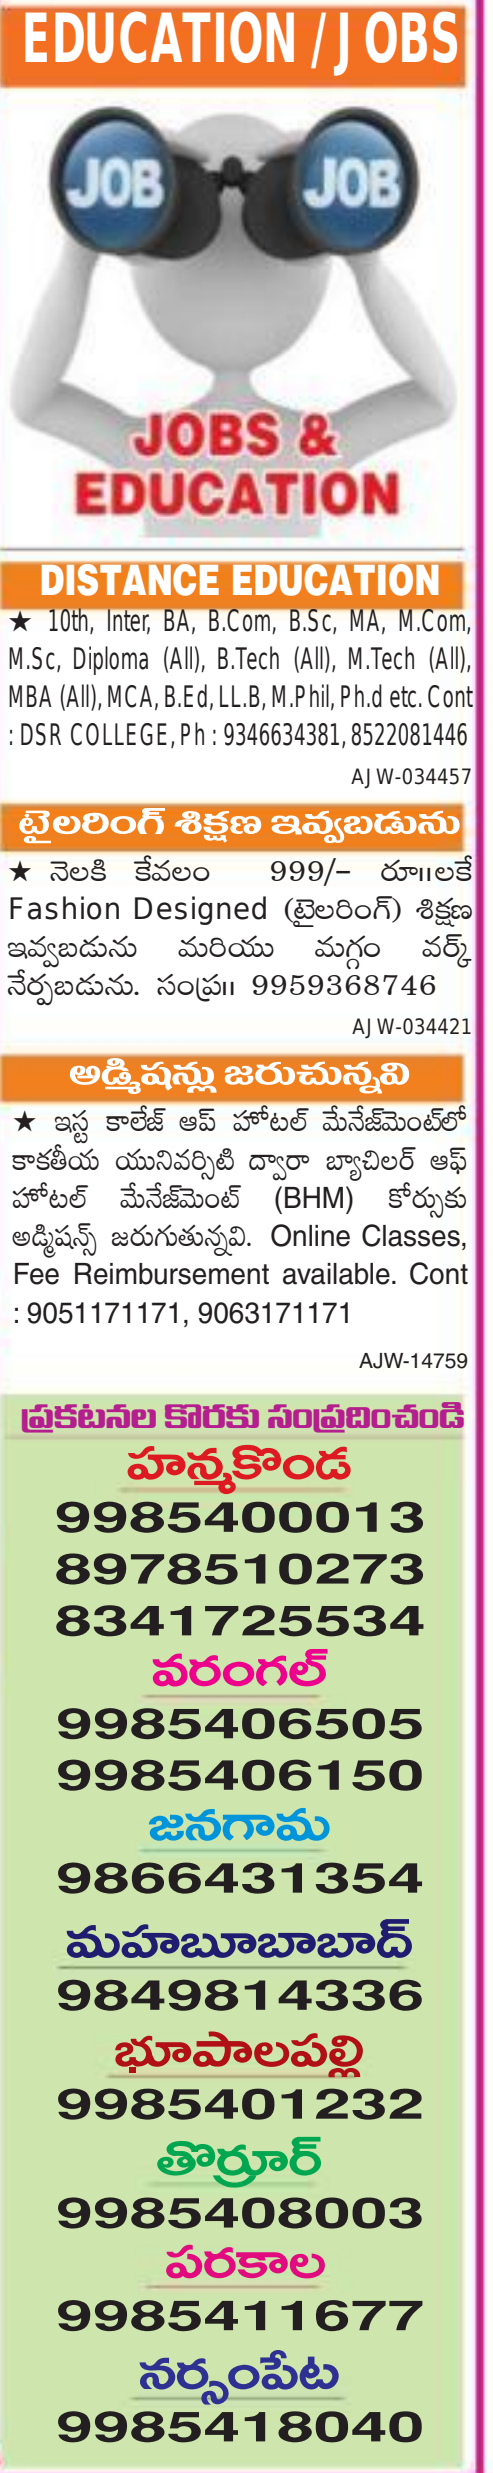 EDUCATION / JOBS
JOB JOB
JOBS &
EDUCATION
DISTANCE EDUCATION
★ 10th, Inter, BA, B.Com, B.Sc, MA, M.Com,
M.Sc, Diploma (All), B.Tech (All), M.Tech (All),
MBA (All), MCA, B.Ed, LL.B, M.Phil, Ph.d etc. Cont
: DSR COLLEGE, Ph : 9346634381, 8522081446
AJW-034457
టైలరింగ్ శిక్షణ ఇవ్వబడును
★ నెలకి కేవలం 999/– రూ॥లకే
Fashion Designed (టైలరింగ్) శిక్షణ
ఇవ్వబడును మరియు మగ్గం వర్క్
నేర్పబడును. సంప్ర॥ 9959368746
AJW-034421
అడ్మిషన్లు జరుచున్నవి
★ ఇస్ట కాలేజ్ ఆప్ హోటల్ మేనేజ్‌మెంట్‌లో
కాకతీయ యునివర్సిటి ద్వారా బ్యాచిలర్ ఆఫ్
హోటల్ మేనేజ్‌మెంట్ (BHM) కోర్సుకు
అడ్మిషన్స్ జరుగుతున్నవి. Online Classes,
Fee Reimbursement available. Cont
: 9051171171, 9063171171
AJW-14759
ప్రకటనల కొరకు సంప్రదించండి
హన్మకొండ
9985400013
8978510273
8341725534
వరంగల్
9985406505
9985406150
జనగామ
9866431354
మహబూబాబాద్
9849814336
భూపాలపల్లి
9985401232
తొర్రూర్
9985408003
పరకాల
9985411677
నర్సంపేట
9985418040